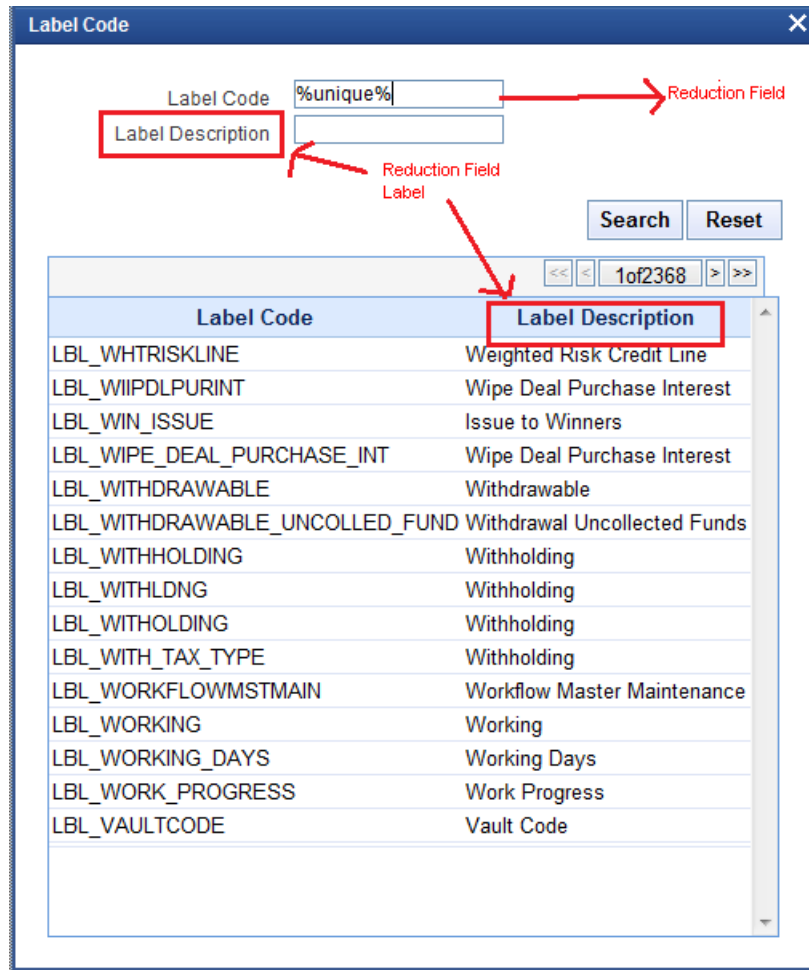 Label Code
Label Code %unique% Reduction Field
Label Description
Reduction Field
Label
Search Reset
<< < 1of2368 > >>
Label Code Label Description
LBL_WHTRISKLINE Weighted Risk Credit Line
LBL_WIIPDLPURINT Wipe Deal Purchase Interest
LBL_WIN_ISSUE Issue to Winners
LBL_WIPE_DEAL_PURCHASE_INT Wipe Deal Purchase Interest
LBL_WITHDRAWABLE Withdrawable
LBL_WITHDRAWABLE_UNCOLLED_FUND Withdrawal Uncollected Funds
LBL_WITHHOLDING Withholding
LBL_WITHLDNG Withholding
LBL_WITHOLDING Withholding
LBL_WITH_TAX_TYPE Withholding
LBL_WORKFLOWMSTMAIN Workflow Master Maintenance
LBL_WORKING Working
LBL_WORKING_DAYS Working Days
LBL_WORK_PROGRESS Work Progress
LBL_VAULTCODE Vault Code